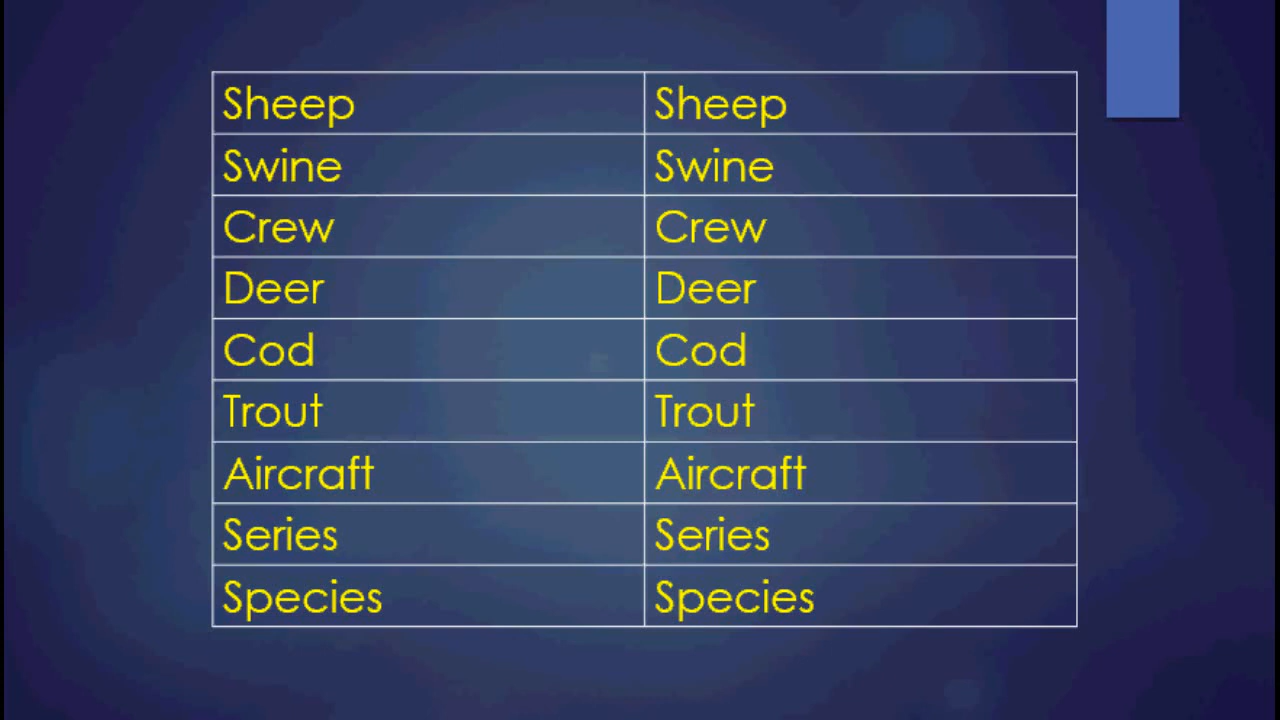 Sheep Sheep
Swine Swine
Crew Crew
Deer Deer
Cod Cod
Trout Trout
Aircraft Aircraft
Series Series
Species Species